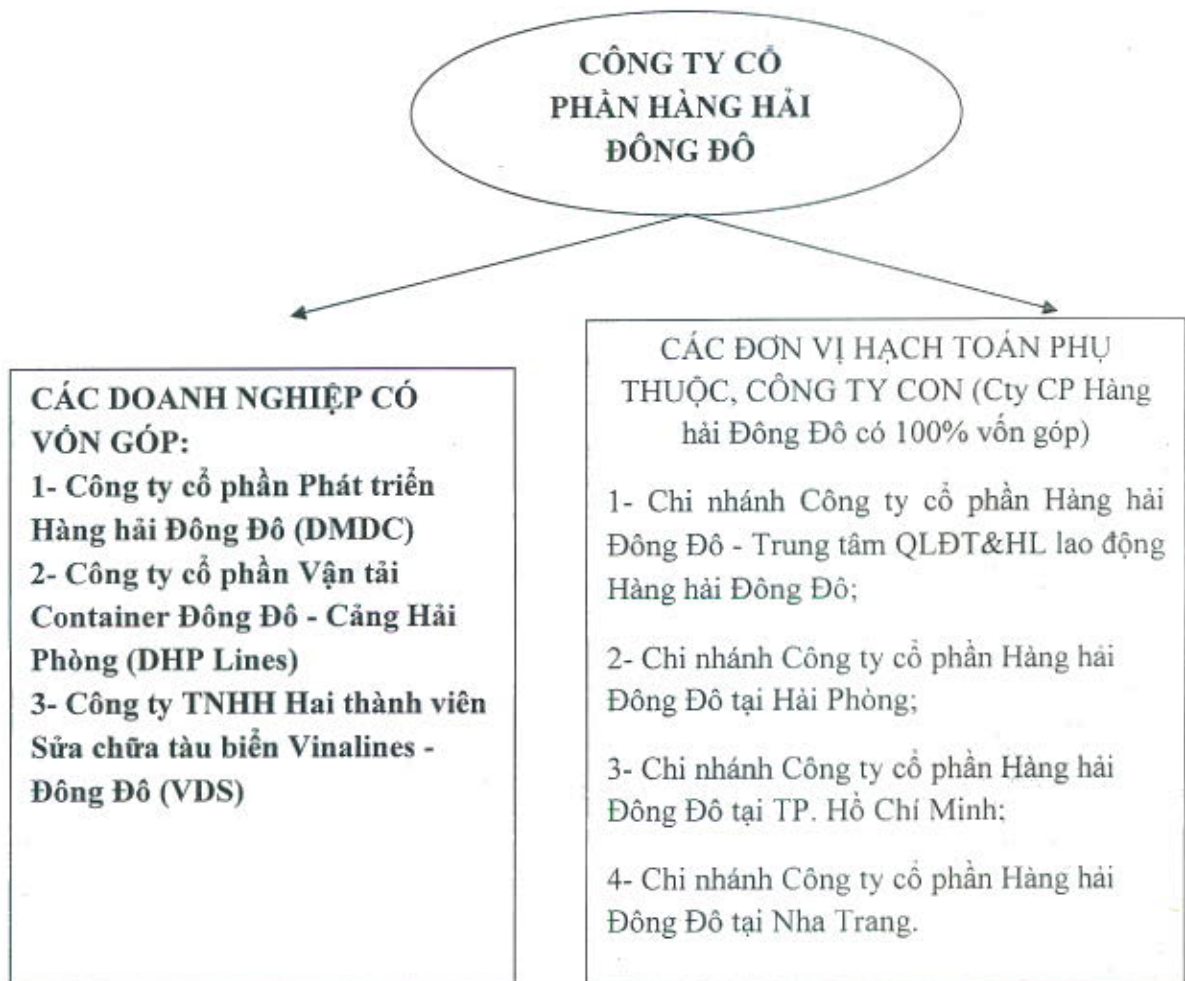 CÔNG TY CỔ
PHẦN HÀNG HẢI
ĐÔNG ĐÔ
CÁC DOANH NGHIỆP CÓ
VỐN GÓP:
1- Công ty cổ phần Phát triển
Hàng hải Đông Đô (DMDC)
2- Công ty cổ phần Vận tải
Container Đông Đô - Cảng Hải
Phòng (DHP Lines)
3- Công ty TNHH Hai thành viên
Sửa chữa tàu biển Vinalines -
Đông Đô (VDS)
CÁC ĐƠN VỊ HẠCH TOÁN PHỤ
THUỘC, CÔNG TY CON (Cty CP Hàng
hải Đông Đô có 100% vốn góp)
1- Chi nhánh Công ty cổ phần Hàng hải
Đông Đô - Trung tâm QLĐT&HL lao động
Hàng hải Đông Đô;
2- Chi nhánh Công ty cổ phần Hàng hải
Đông Đô tại Hải Phòng;
3- Chi nhánh Công ty cổ phần Hàng hải
Đông Đô tại TP. Hồ Chí Minh;
4- Chi nhánh Công ty cổ phần Hàng hải
Đông Đô tại Nha Trang.